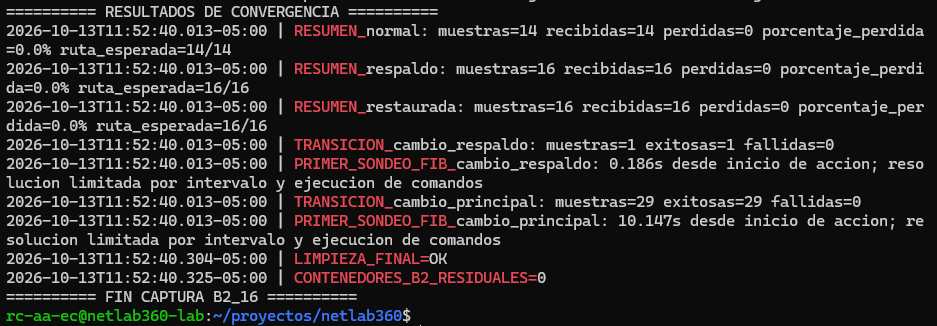 ========== RESULTADOS DE CONVERGENCIA ==========
2026-10-13T11:52:40.013-05:00 | RESUMEN_normal: muestras=14 recibidas=14 perdidas=0 porcentaje_perdida
=0.0% ruta_esperada=14/14
2026-10-13T11:52:40.013-05:00 | RESUMEN_respaldo: muestras=16 recibidas=16 perdidas=0 porcentaje_perdi
da=0.0% ruta_esperada=16/16
2026-10-13T11:52:40.013-05:00 | RESUMEN_restaurada: muestras=16 recibidas=16 perdidas=0 porcentaje_per
dida=0.0% ruta_esperada=16/16
2026-10-13T11:52:40.013-05:00 | TRANSICION_cambio_respaldo: muestras=1 exitosas=1 fallidas=0
2026-10-13T11:52:40.013-05:00 | PRIMER_SONDEO_FIB_cambio_respaldo: 0.186s desde inicio de accion; reso
lucion limitada por intervalo y ejecucion de comandos
2026-10-13T11:52:40.013-05:00 | TRANSICION_cambio_principal: muestras=29 exitosas=29 fallidas=0
2026-10-13T11:52:40.013-05:00 | PRIMER_SONDEO_FIB_cambio_principal: 10.147s desde inicio de accion; re
solucion limitada por intervalo y ejecucion de comandos
2026-10-13T11:52:40.304-05:00 | LIMPIEZA_FINAL=OK
2026-10-13T11:52:40.325-05:00 | CONTENEDORES_B2_RESIDUALES=0
========== FIN CAPTURA B2_16 ==========
rc-aa-ec@netlab360-lab:~/proyectos/netlab360$